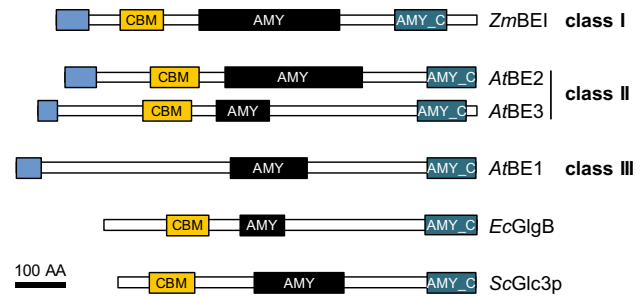 CBM AMY AMY_C ZmBEI class I
CBM AMY AMY_C AtBE2
class II
CBM AMY AMY_C AtBE3
AMY AMY_C AtBE1 class III
CBM AMY AMY_C EcGlgB
100 AA
CBM AMY AMY_C ScGlc3p